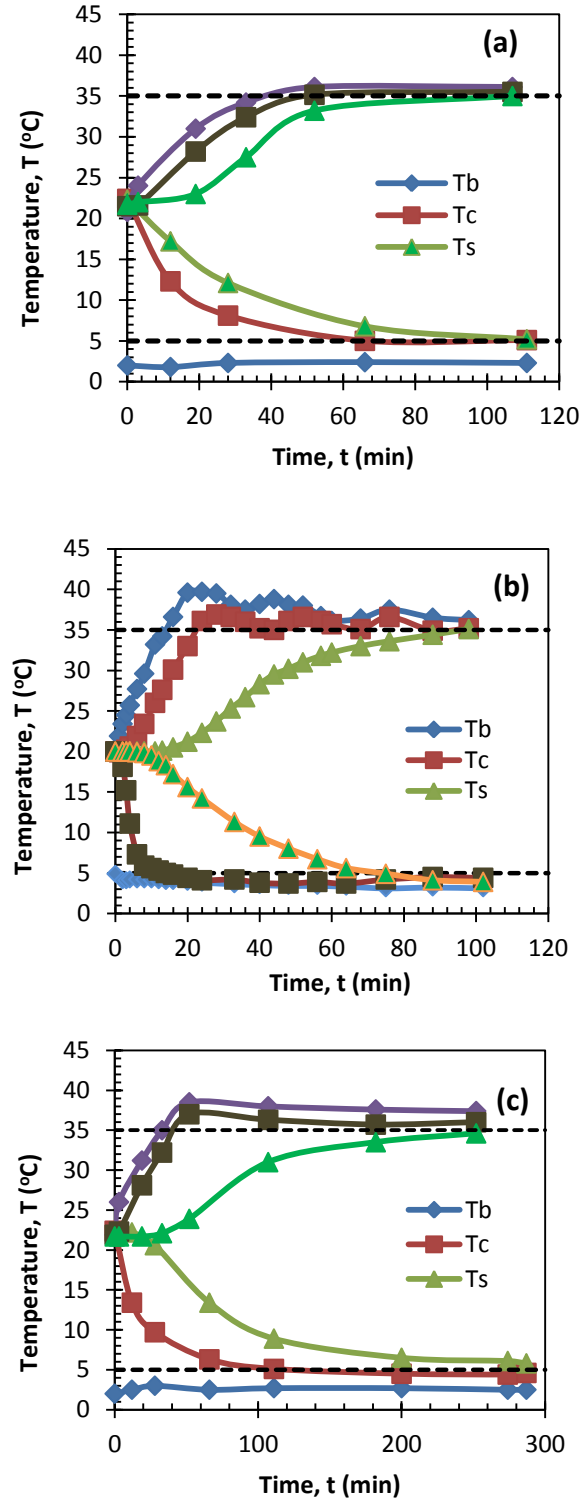 (a)
Temperature, T (ºC)
45
40
35
30
25
20
15
10
5
0
Tb
Tc
Ts
0 20 40 60 80 100 120
Time, t (min)
(b)
Temperature, T (ºC)
45
40
35
30
25
20
15
10
5
0
Tb
Tc
Ts
0 20 40 60 80 100 120
Time, t (min)
(c)
Temperature, T (ºC)
45
40
35
30
25
20
15
10
5
0
Tb
Tc
Ts
0 100 200 300
Time, t (min)